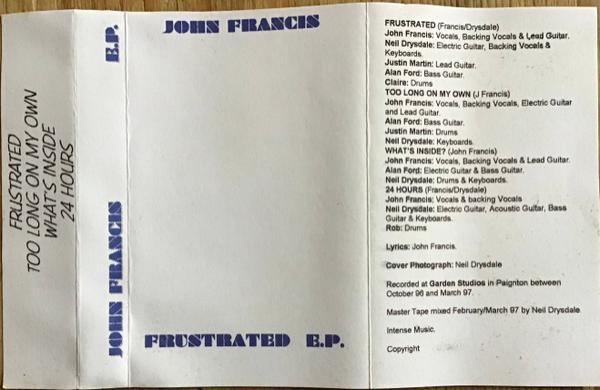 FRUSTRATED
TOO LONG ON MY OWN
WHAT'S INSIDE
24 HOURS
JOHN FRANCIS E.P.
JOHN FRANCIS
FRUSTRATED E.P.
FRUSTRATED (Francis/Drysdale)
John Francis: Vocals, Backing Vocals & Lead Guitar.
Neil Drysdale: Electric Guitar, Backing Vocals &
Keyboards.
Justin Martin: Lead Guitar.
Alan Ford: Bass Guitar.
Claire: Drums
TOO LONG ON MY OWN (J Francis)
John Francis: Vocals, Backing Vocals, Electric Guitar
and Lead Guitar.
Alan Ford: Bass Guitar.
Justin Martin: Drums
Neil Drysdale: Keyboards.
WHAT'S INSIDE? (John Francis)
John Francis: Vocals, Backing Vocals & Lead Guitar.
Alan Ford: Electric Guitar & Bass Guitar.
Neil Drysdale: Drums & Keyboards.
24 HOURS (Francis/Drysdale)
John Francis: Vocals & backing Vocals
Neil Drysdale: Electric Guitar, Acoustic Guitar, Bass
Guitar & Keyboards.
Rob: Drums
Lyrics: John Francis.
Cover Photograph: Neil Drysdale
Recorded at Garden Studios in Paignton between
October 96 and March 97.
Master Tape mixed February/March 97 by Neil Drysdale
Intense Music.
Copyright